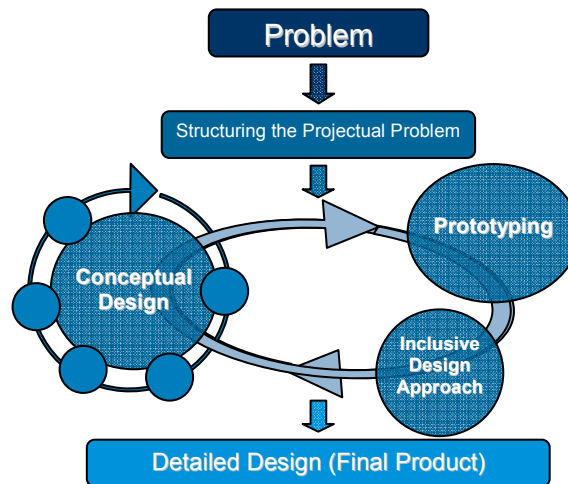 Problem
Structuring the Projectual Problem
Prototyping
Conceptual
Design
Inclusive
Design
Approach
Detailed Design (Final Product)